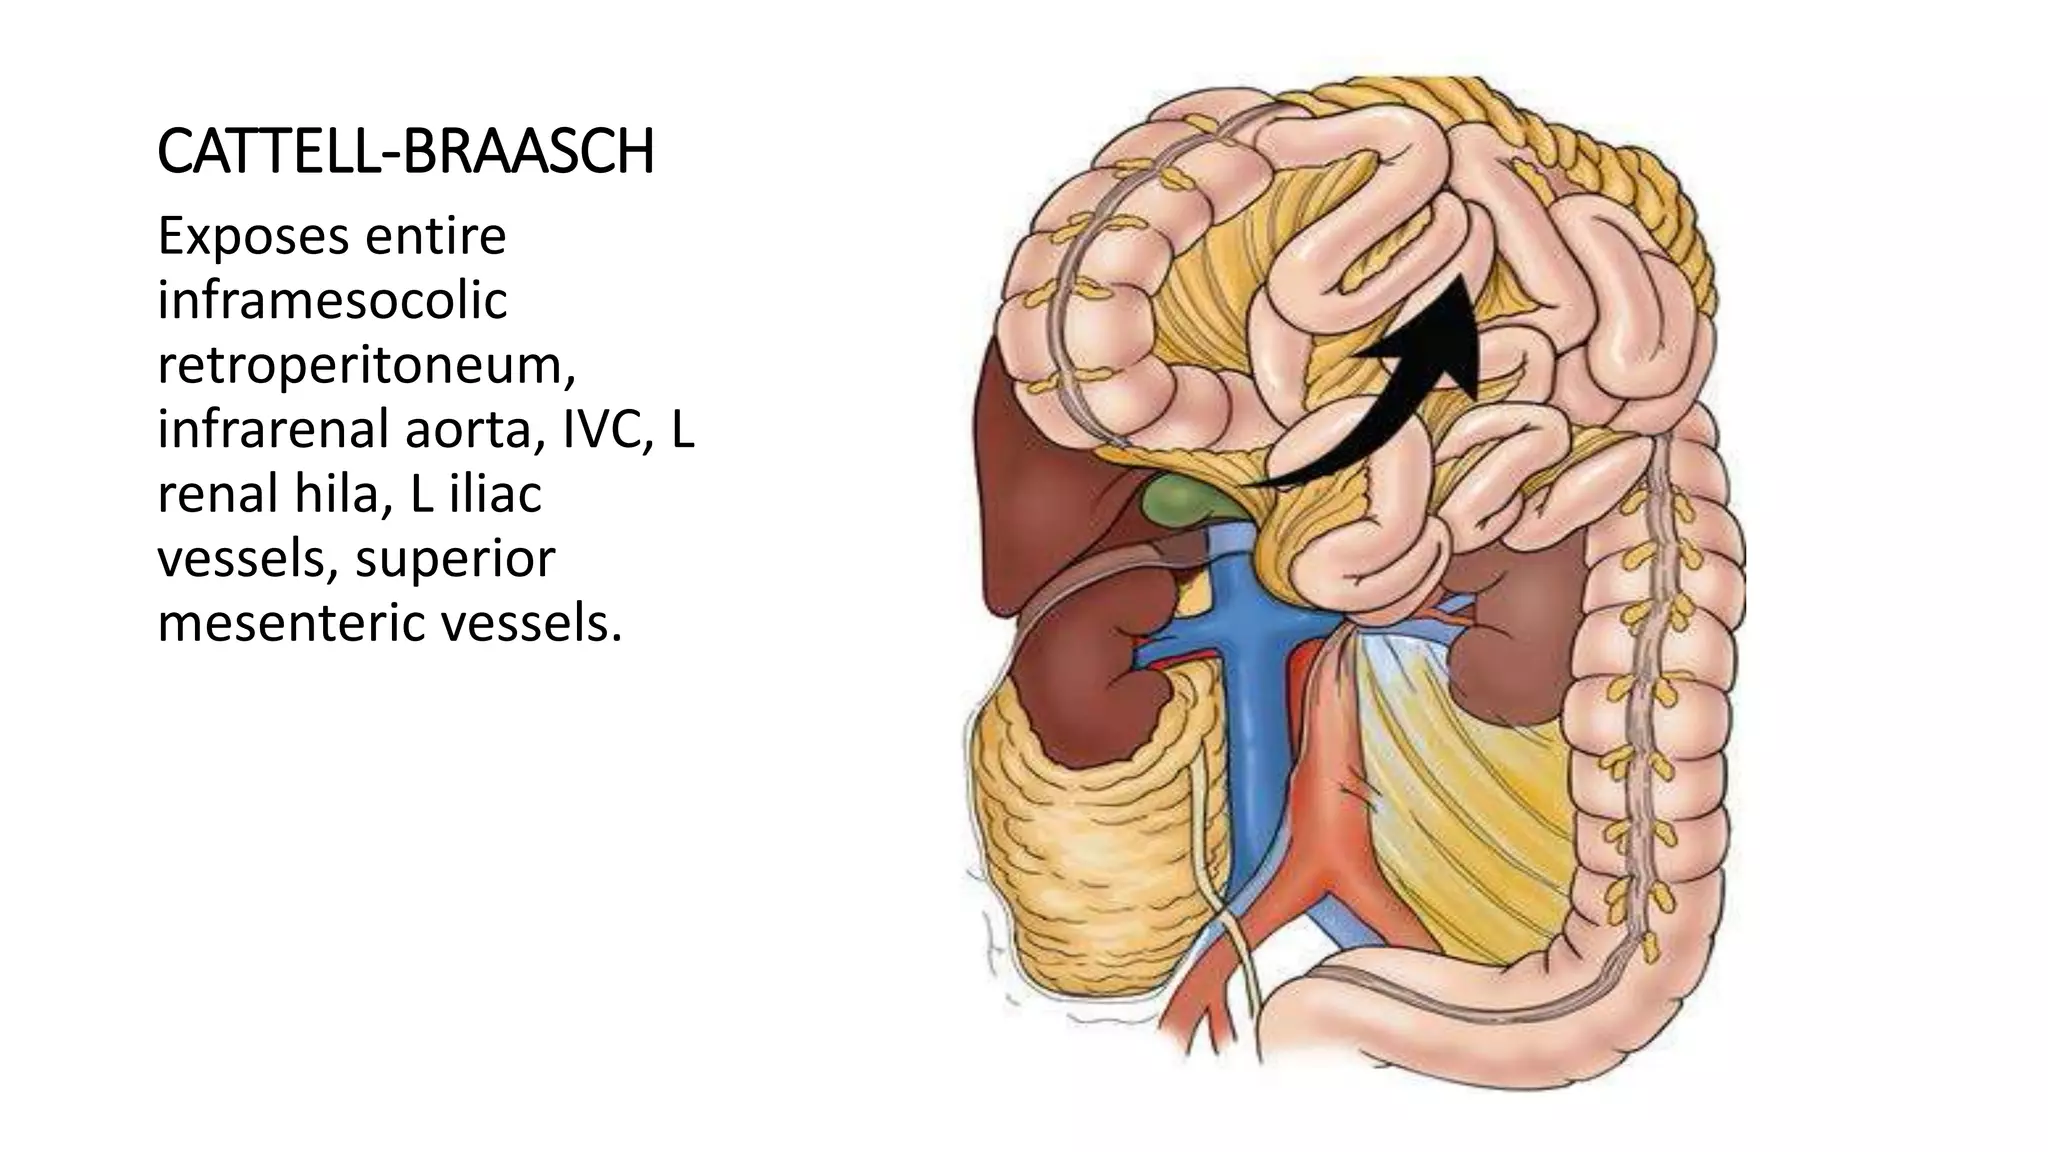 CATTELL-BRAASCH
Exposes entire
inframesocolic
retroperitoneum,
infrarenal aorta, IVC, L
renal hila, L iliac
vessels, superior
mesenteric vessels.